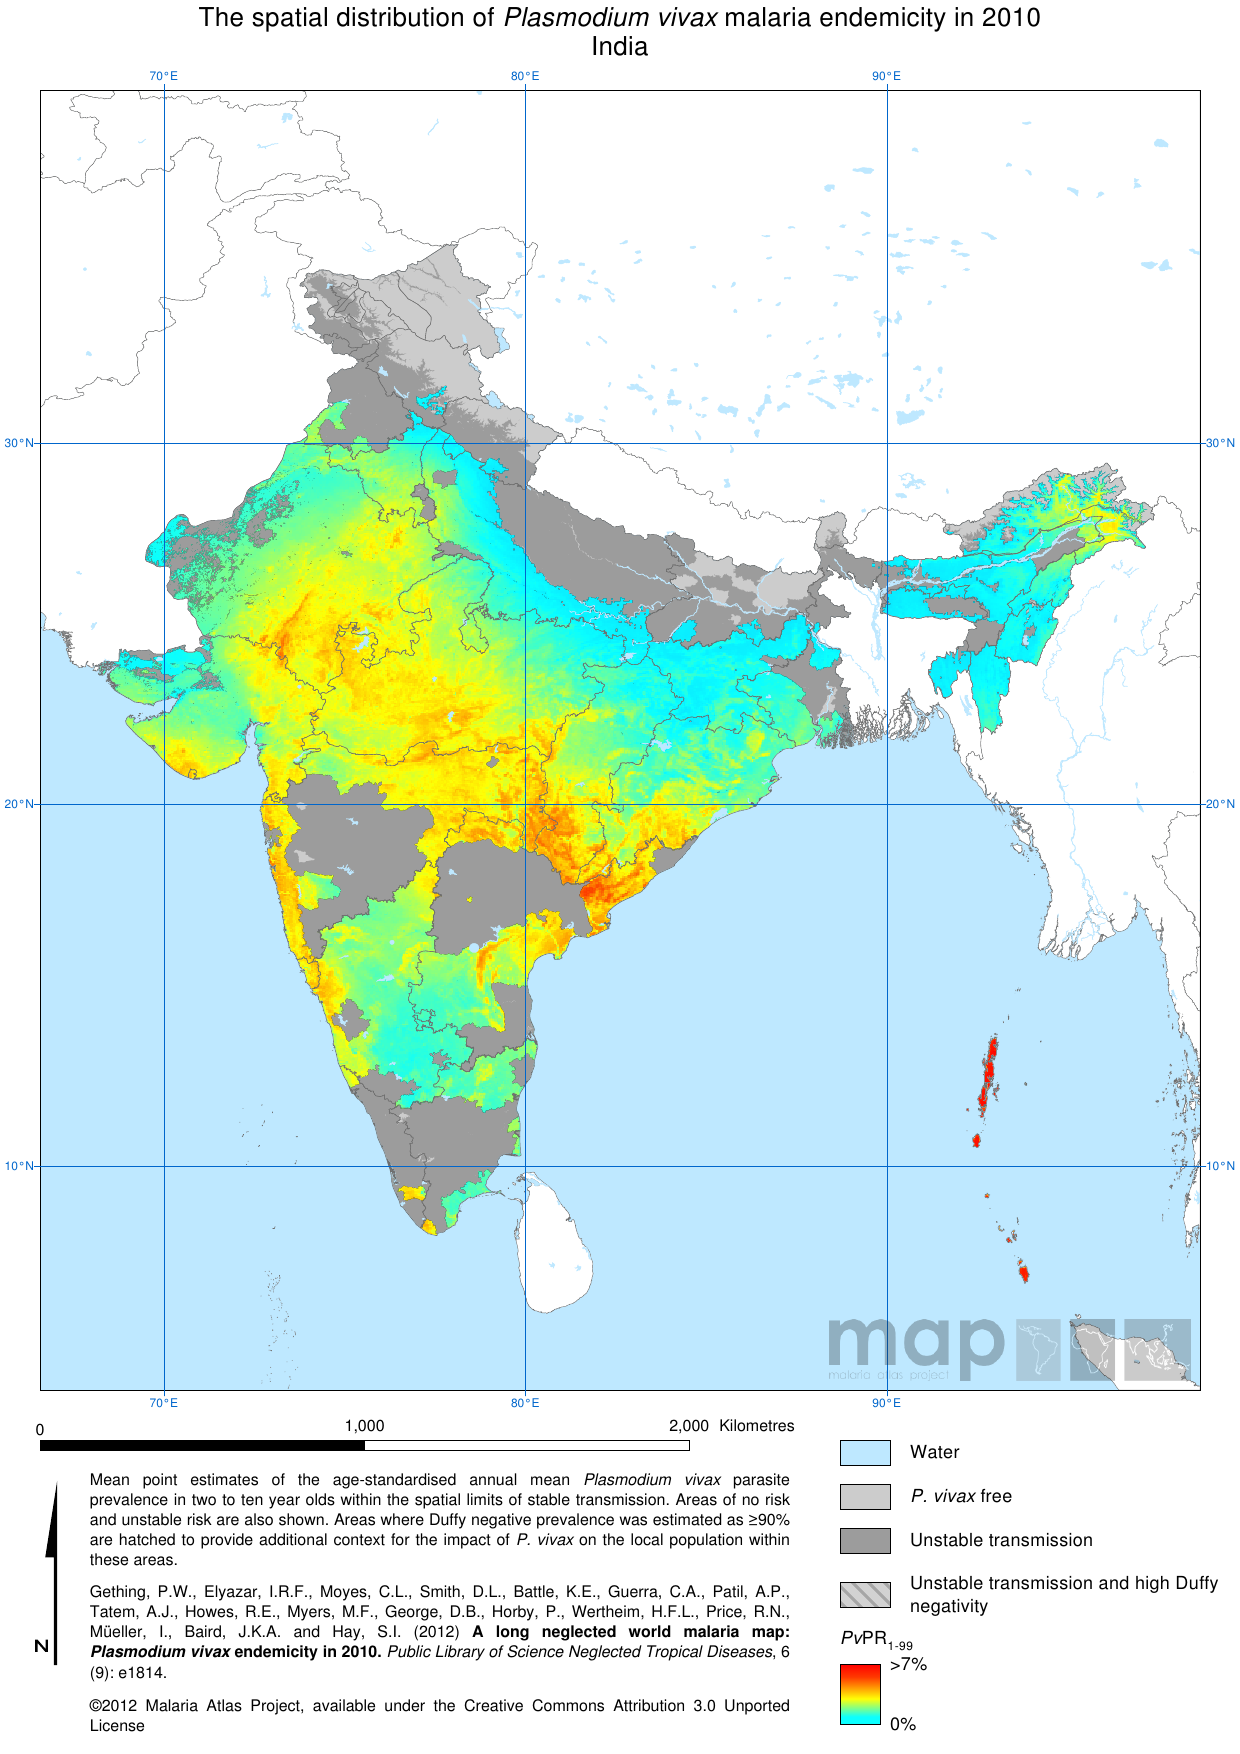 The spatial distribution of Plasmodium vivax malaria endemicity in 2010
India
70°E
80°E
90°E
30°N
30°N
20°N
20°N
10°N
10°N
map
malaria atlas project
70°E
80°E
90°E
0
1,000
2,000 Kilometres
Mean point estimates of the age-standardised annual mean Plasmodium vivax parasite
prevalence in two to ten year olds within the spatial limits of stable transmission. Areas of no risk
and unstable risk are also shown. Areas where Duffy negative prevalence was estimated as ≥90%
are hatched to provide additional context for the impact of P. vivax on the local population within
these areas.
Gething, P.W., Elyazar, I.R.F., Moyes, C.L., Smith, D.L., Battle, K.E., Guerra, C.A., Patil, A.P.,
Tatem, A.J., Howes, R.E., Myers, M.F., George, D.B., Horby, P., Wertheim, H.F.L., Price, R.N.,
Müeller, I., Baird, J.K.A. and Hay, S.I. (2012) A long neglected world malaria map:
Plasmodium vivax endemicity in 2010. Public Library of Science Neglected Tropical Diseases, 6
(9): e1814.
©2012 Malaria Atlas Project, available under the Creative Commons Attribution 3.0 Unported
License
N
Water
P. vivax free
Unstable transmission
Unstable transmission and high Duffy
negativity
PvPR1-99
>7%
0%